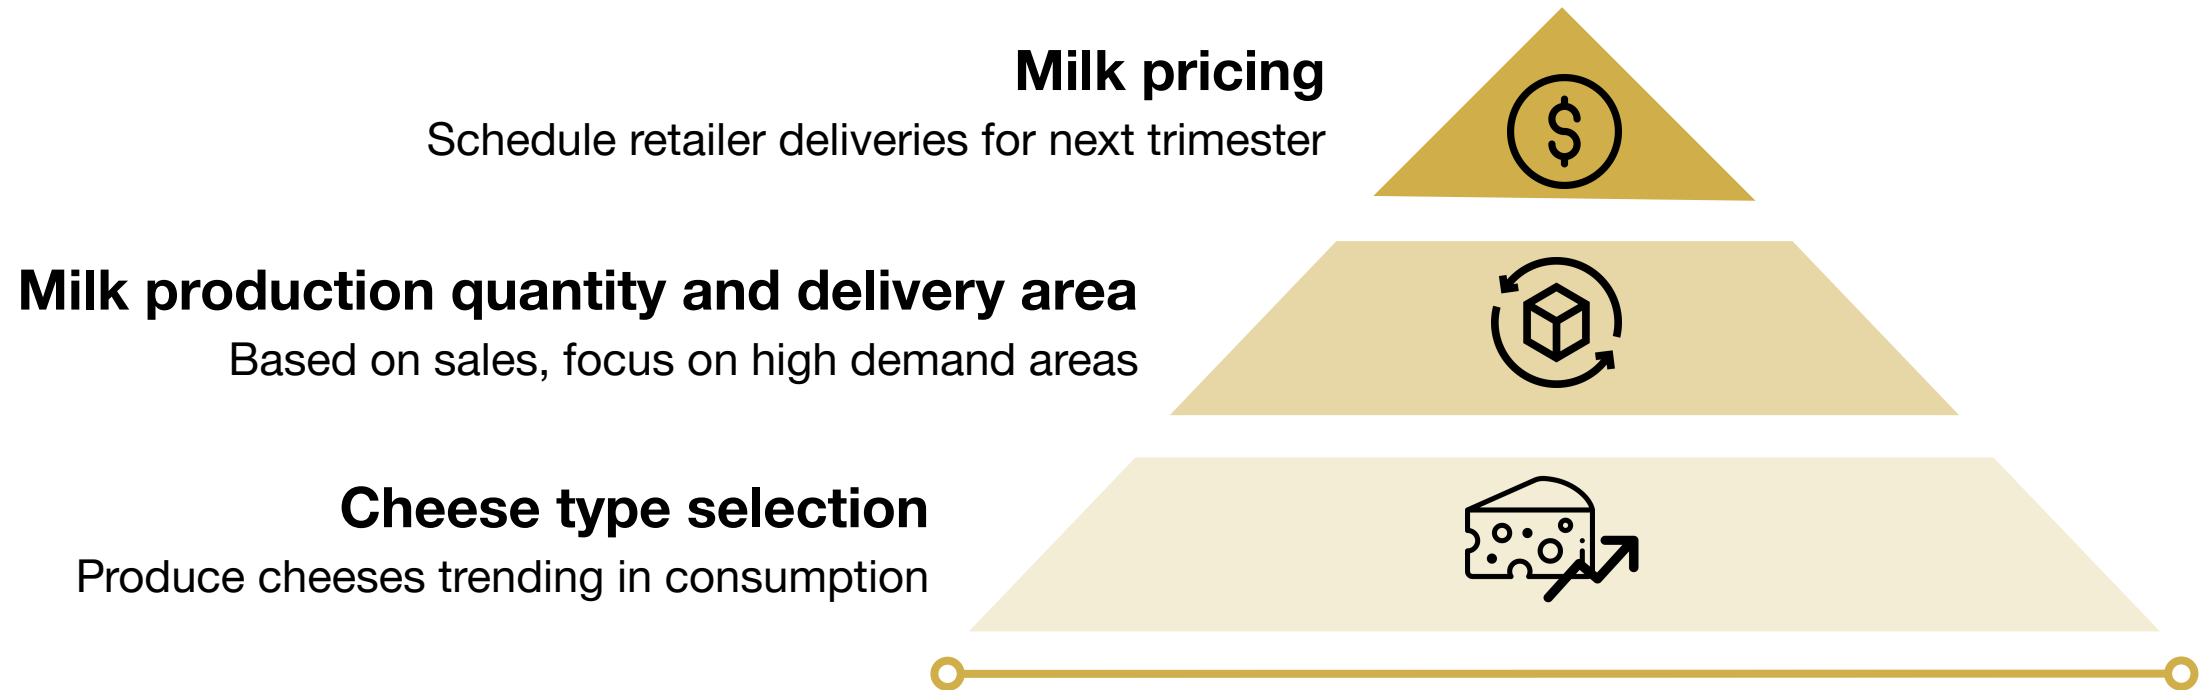 Milk pricing
Schedule retailer deliveries for next trimester
Milk production quantity and delivery area
Based on sales, focus on high demand areas
Cheese type selection
Produce cheeses trending in consumption